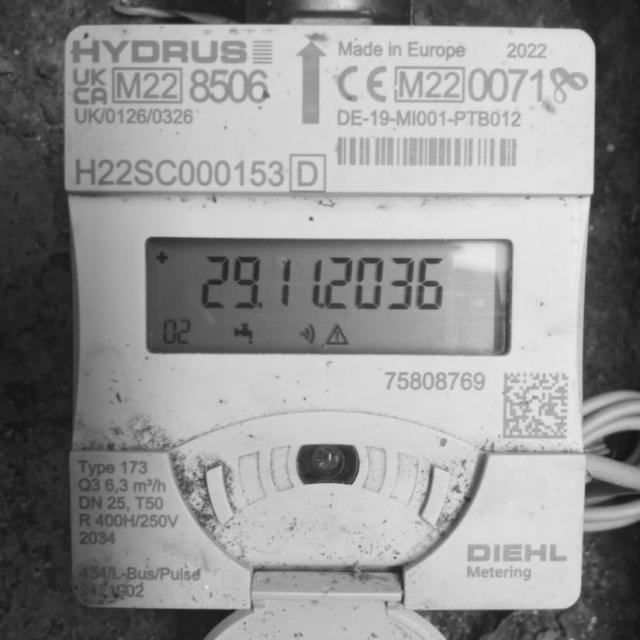 HYDRUS
UK CA M22 8506
UK/0126/0326
H22SC000153 D
Made in Europe 2022
CE M22 0071
DE-19-MI001-PTB012
29.11.2036
02
75808769
Type 173
Q3 6,3 m³/h
DN 25, T50
R 400H/250V
2034
L-Bus/Pulse
DIEHL
Metering